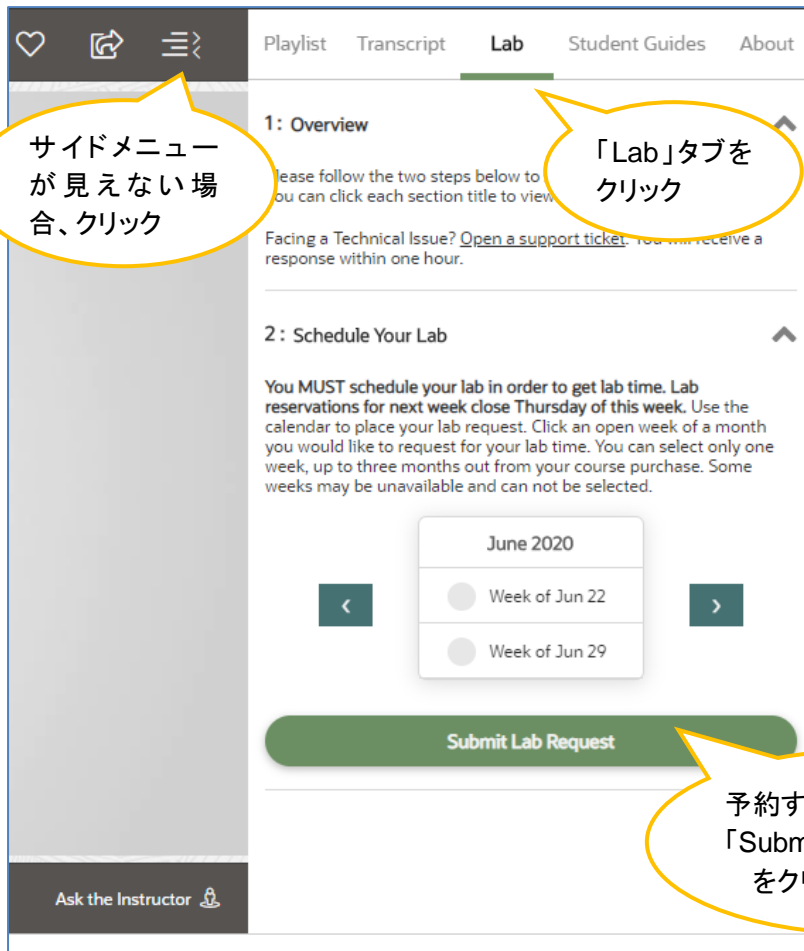 Playlist Transcript Lab Student Guides About
サイドメニュー
が見えない場
合、クリック
「Lab」タブを
クリック
1: Overview
ease follow the two steps below to
ou can click each section title to view
Facing a Technical Issue? Open a support ticket. You will receive a
response within one hour.
2: Schedule Your Lab
You MUST schedule your lab in order to get lab time. Lab
reservations for next week close Thursday of this week. Use the
calendar to place your lab request. Click an open week of a month
you would like to request for your lab time. You can select only one
week, up to three months out from your course purchase. Some
weeks may be unavailable and can not be selected.
June 2020
Week of Jun 22
Week of Jun 29
Submit Lab Request
予約す
「Subm
をク
Ask the Instructor